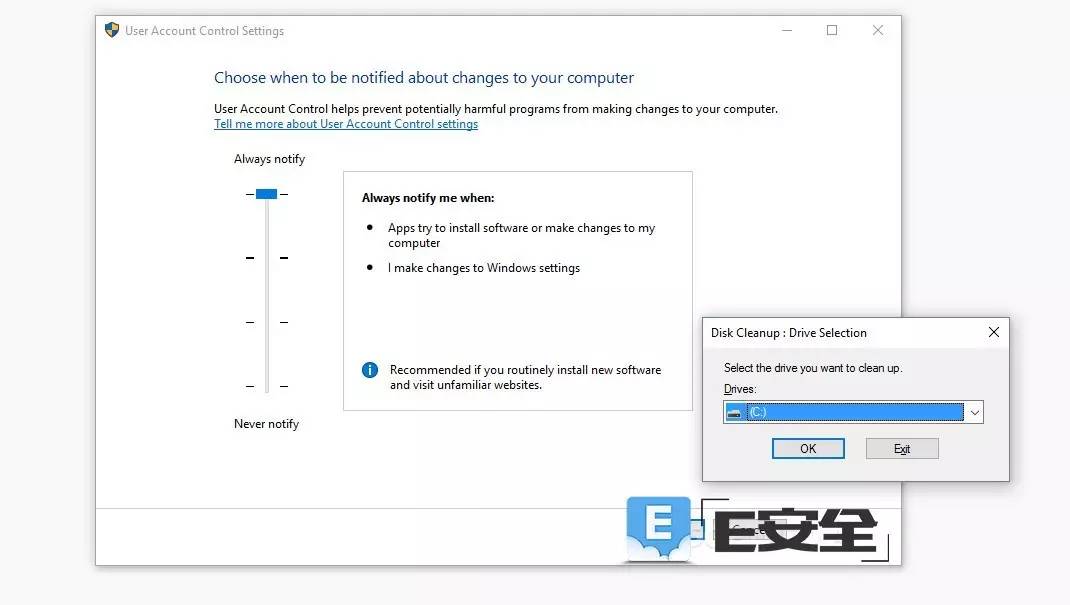 User Account Control Settings
Choose when to be notified about changes to your computer
User Account Control helps prevent potentially harmful programs from making changes to your computer.
Tell me more about User Account Control settings
Always notify
Always notify me when:
Apps try to install software or make changes to my
computer
I make changes to Windows settings
Recommended if you routinely install new software
and visit unfamiliar websites.
Never notify
Disk Cleanup : Drive Selection
Select the drive you want to clean up.
Drives:
(C:)
OK
Exit
E
E安全